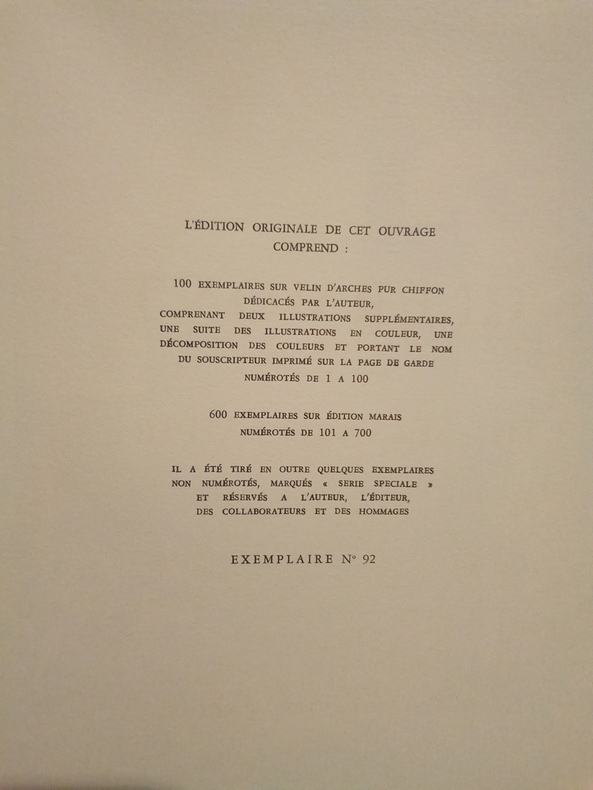 L'ÉDITION ORIGINALE DE CET OUVRAGE
COMPREND :
100 EXEMPLAIRES SUR VELIN D'ARCHES PUR CHIFFON
DÉDICACÉS PAR L'AUTEUR,
COMPRENANT DEUX ILLUSTRATIONS SUPPLÉMENTAIRES,
UNE SUITE DES ILLUSTRATIONS EN COULEUR, UNE
DÉCOMPOSITION DES COULEURS ET PORTANT LE NOM
DU SOUSCRIPTEUR IMPRIMÉ SUR LA PAGE DE GARDE
NUMÉROTÉS DE 1 A 100
600 EXEMPLAIRES SUR ÉDITION MARAIS
NUMÉROTÉS DE 101 A 700
IL A ÉTÉ TIRÉ EN OUTRE QUELQUES EXEMPLAIRES
NON NUMÉROTÉS, MARQUÉS « SERIE SPECIALE »
ET RÉSERVÉS A L'AUTEUR, L'ÉDITEUR,
DES COLLABORATEURS ET DES HOMMAGES
EXEMPLAIRE N° 92